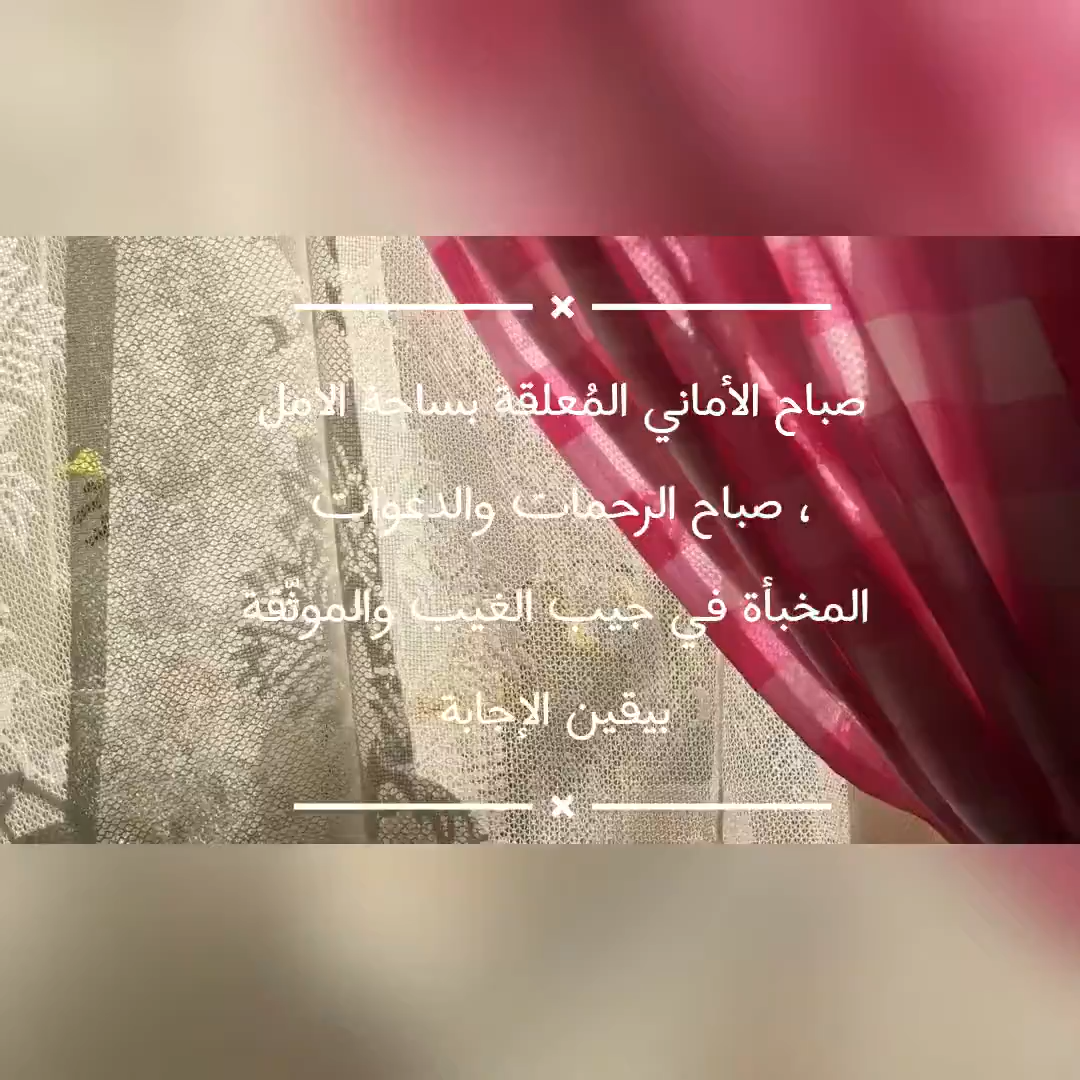 صباح الأماني المُعلقة بساحة الامل
، صباح الرحمات والدعوات
المخبأة في جيب الغيب والموثّقة
بيقين الإجابة